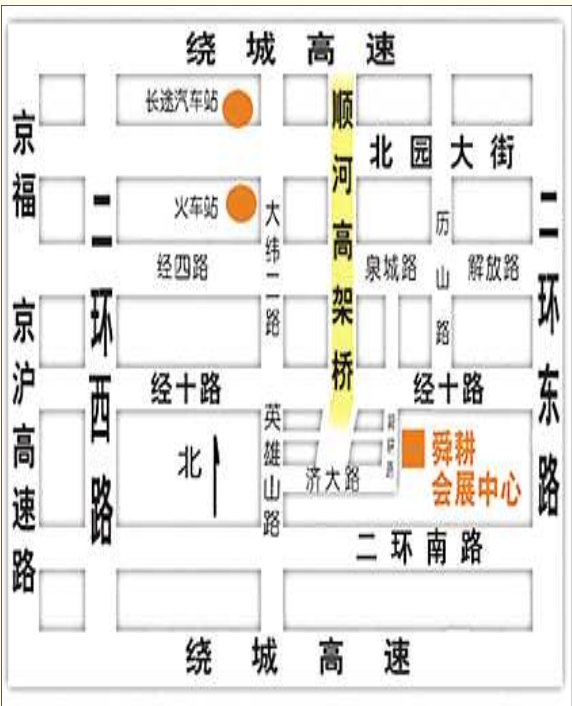 绕城高速
长途汽车站
顺河高架桥
北园大街
京福
京沪高速路
二环西路
火车站
大纬二路
历山路
二环东路
经四路
泉城路
解放路
经十路
经十路
英雄山路
舜耕路
北
舜耕
会展中心
济大路
二环南路
绕城高速